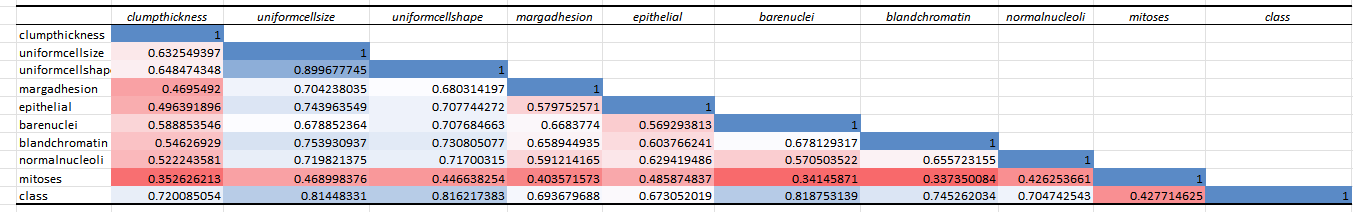 clumpthickness uniformcellsize uniformcellshape margadhesion epithelial barenuclei blandchromatin normalnucleoli mitoses class
clumpthickness 1
uniformcellsize 0.632549397 1
uniformcellshap 0.648474348 0.899677745 1
margadhesion 0.4695492 0.704238035 0.680314197 1
epithelial 0.496391896 0.743963549 0.707744272 0.579752571 1
barenuclei 0.588853546 0.678852364 0.707684663 0.6683774 0.569293813 1
blandchromatin 0.54626929 0.753930937 0.730805077 0.658944935 0.603766241 0.678129317 1
normalnucleoli 0.522243581 0.719821375 0.71700315 0.591214165 0.629419486 0.570503522 0.655723155 1
mitoses 0.352626213 0.468998376 0.446638254 0.403571573 0.485874837 0.34145871 0.337350084 0.426253661 1
class 0.720085054 0.81448331 0.816217383 0.693679688 0.673052019 0.818753139 0.745262034 0.704742543 0.427714625 1